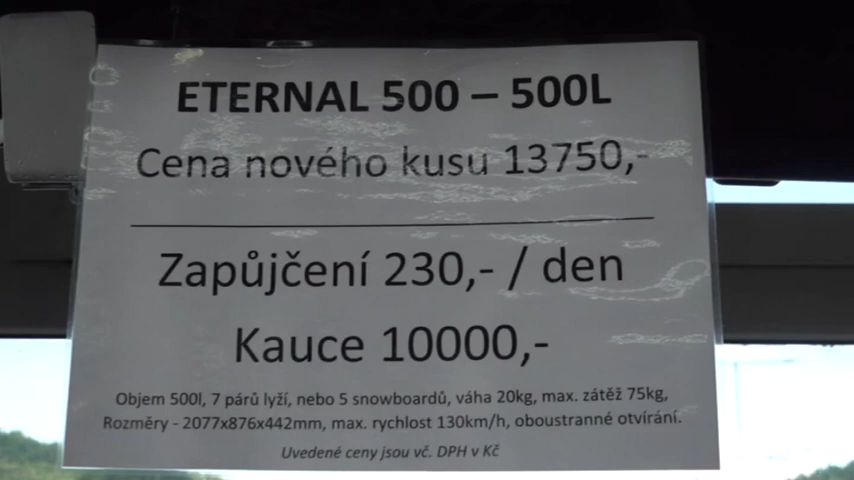 ETERNAL 500 – 500L
Cena nového kusu 13750,-
Zapůjčení 230,- / den
Kauce 10000,-
Objem 500l, 7 párů lyží, nebo 5 snowboardů, váha 20kg, max. zátěž 75kg,
Rozměry - 2077x876x442mm, max. rychlost 130km/h, oboustranné otvírání.
Uvedené ceny jsou vč. DPH v Kč